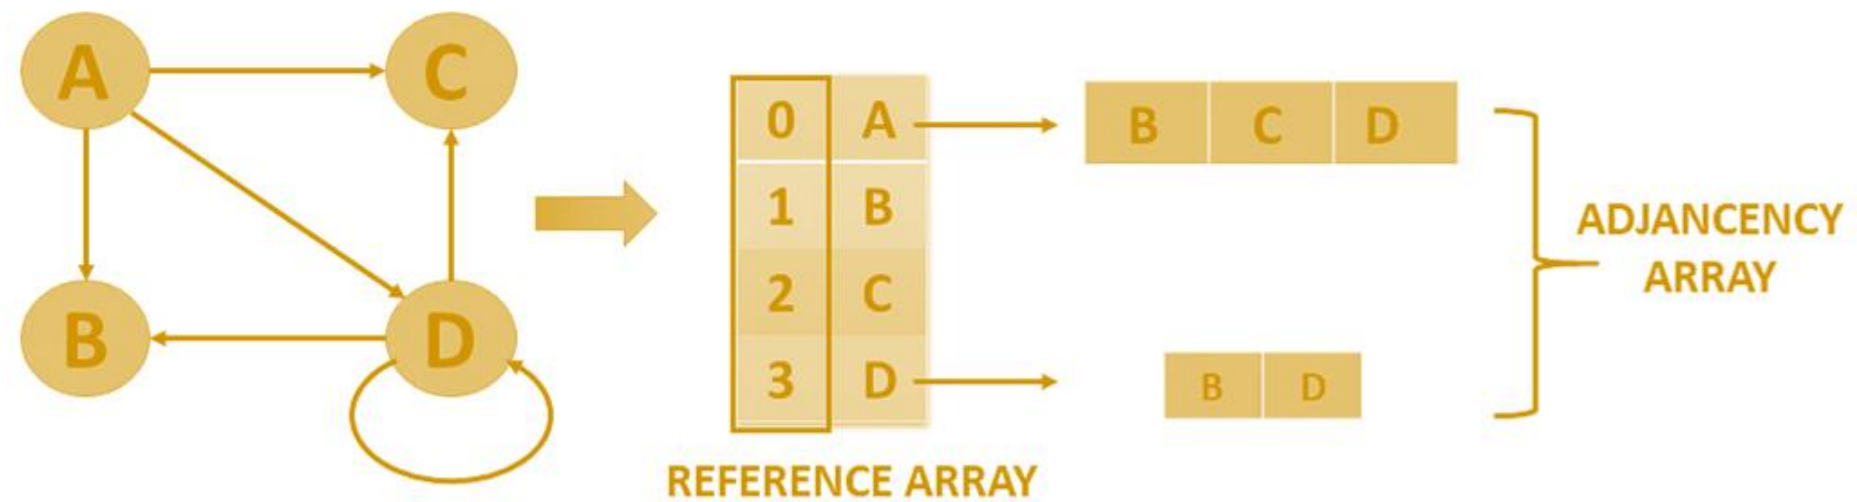 A
C
B
D
0 A
1 B
2 C
3 D
REFERENCE ARRAY
B C D
B D
ADJANCENCY
ARRAY